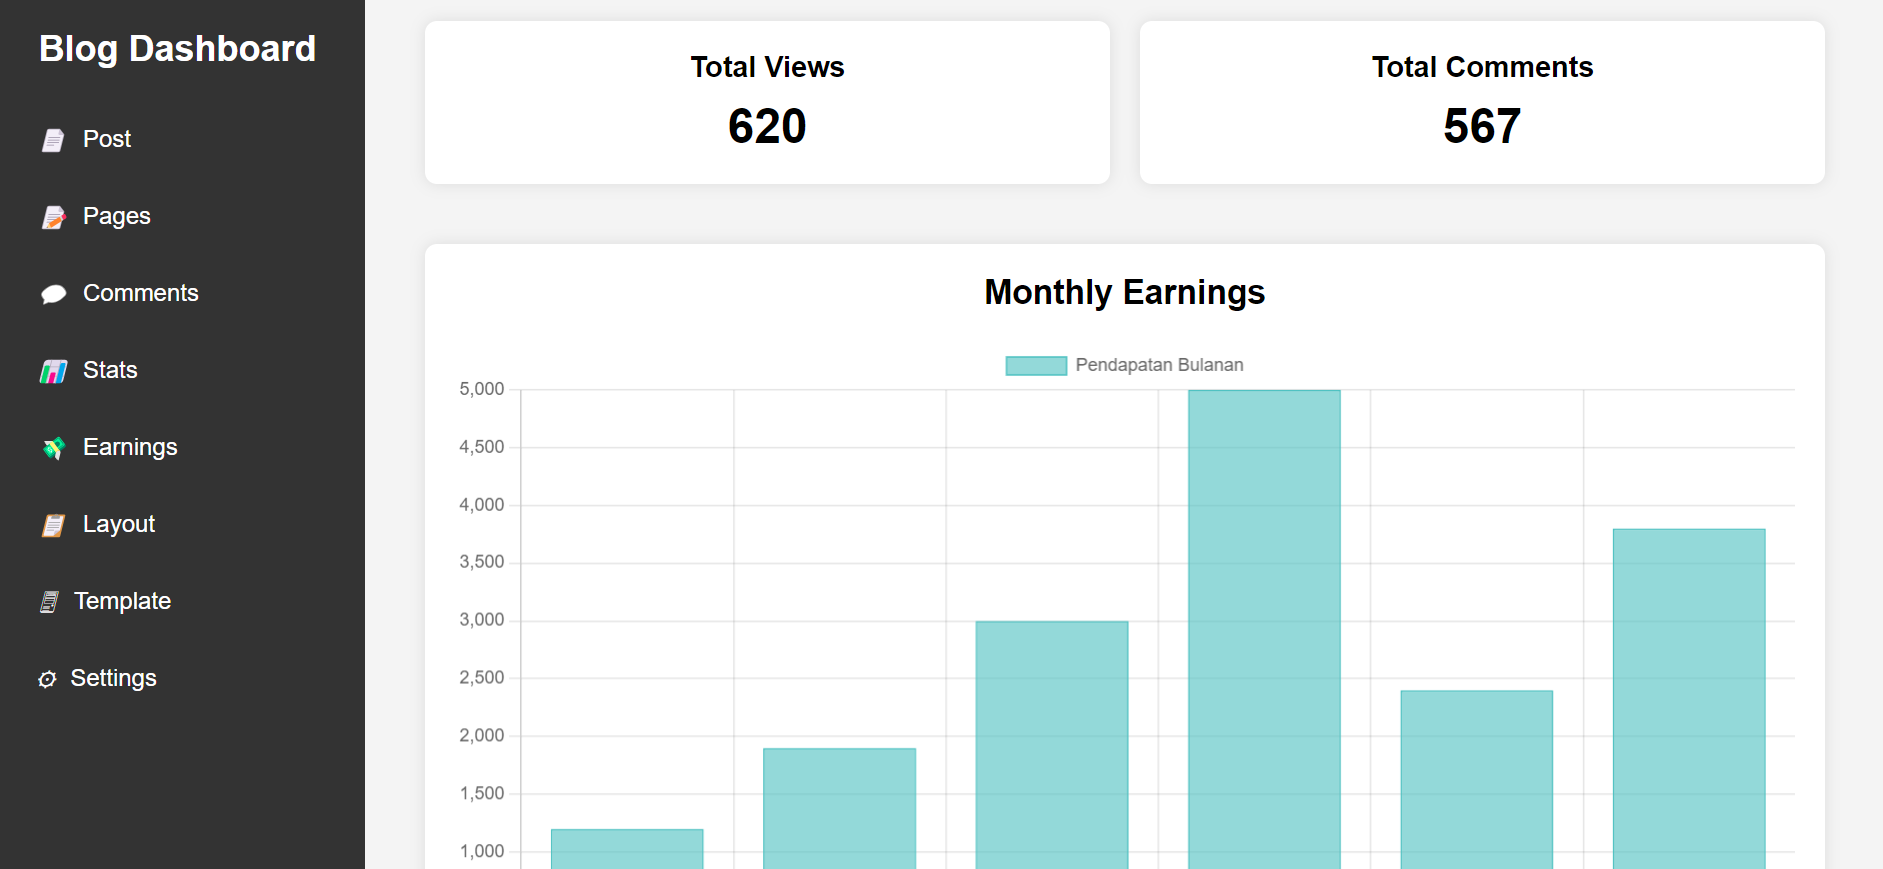 Blog Dashboard
Post
Pages
Comments
Stats
Earnings
Layout
Template
Settings
Total Views
620
Total Comments
567
Monthly Earnings
Pendapatan Bulanan
5,000
4,500
4,000
3,500
3,000
2,500
2,000
1,500
1,000